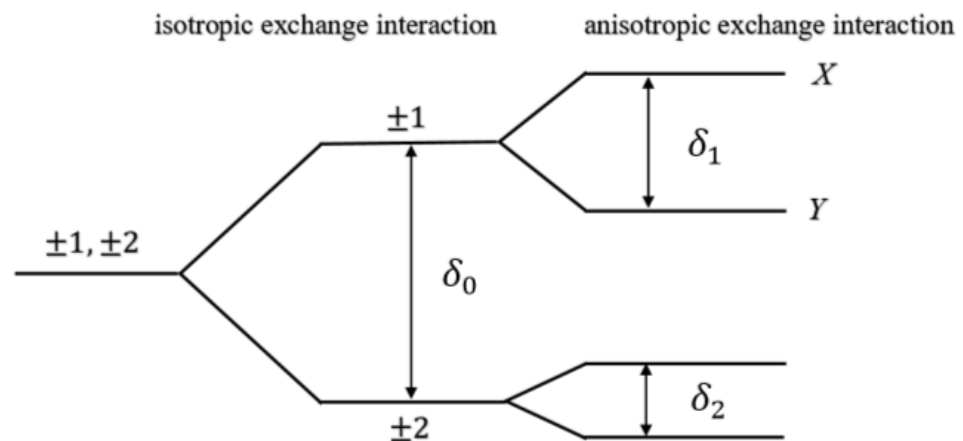 isotropic exchange interaction
anisotropic exchange interaction
X
±1
δ₁
Y
±1, ±2
δ₀
δ₂
±2